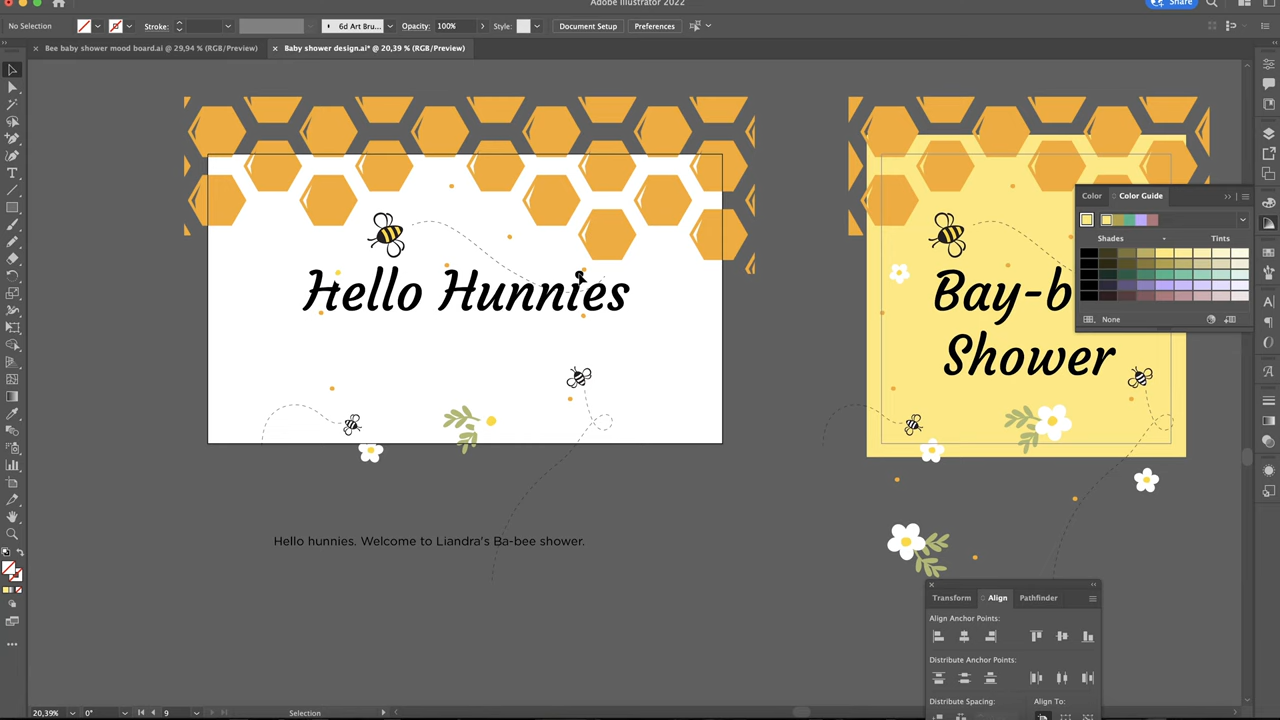 Adobe Illustrator 2022
Share
No Selection
Stroke:
6d Art Bru...
Opacity: 100%
Style:
Document Setup
Preferences
Bee baby shower mood board.ai @ 29,94 % (RGB/Preview)
Baby shower design.ai* @ 20,39 % (RGB/Preview)
Color
Color Guide
Shades
Tints
None
Hello Hunnies
Bay-b
Shower
Hello hunnies. Welcome to Liandra's Ba-bee shower.
Transform
Align
Pathfinder
Align Anchor Points:
Distribute Anchor Points:
Distribute Spacing:
Align To:
20,39%
0°
9
Selection